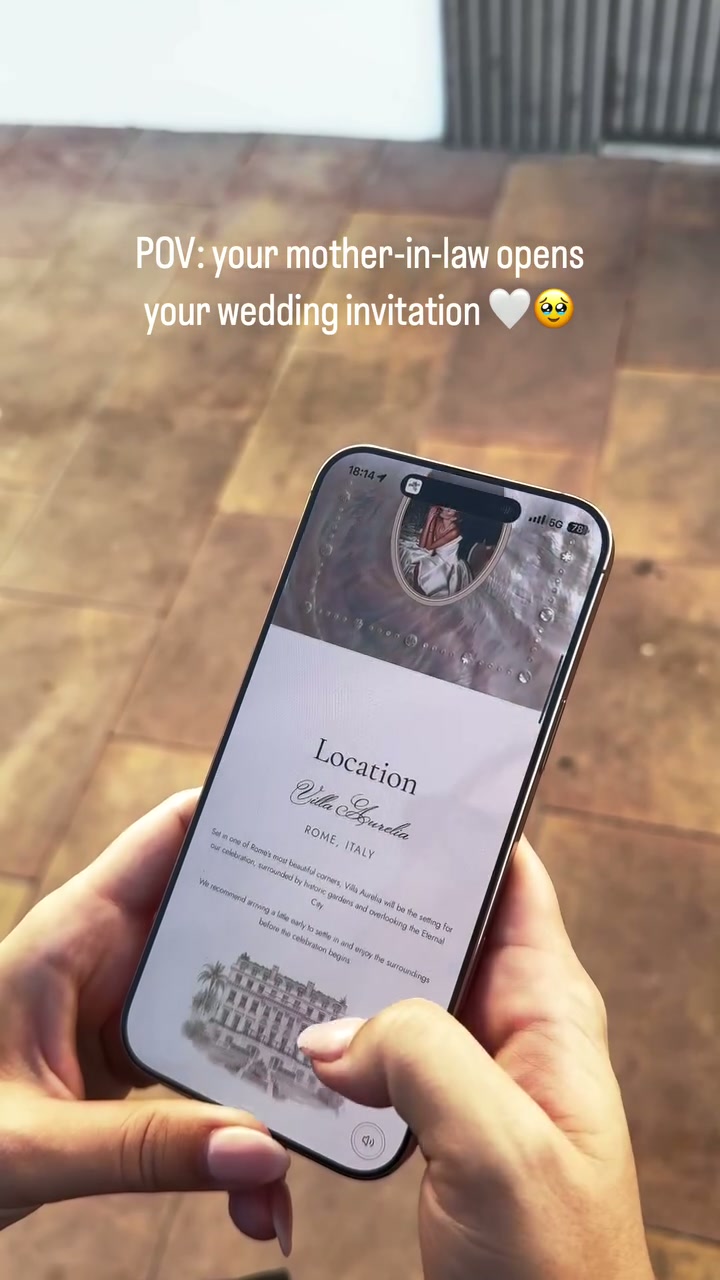 POV: your mother-in-law opens
your wedding invitation 🤍🥹
18:14
5G 78
Location
Villa Aurelia
ROME, ITALY
Set in one of Rome's most beautiful corners, Villa Aurelia will be the setting for
our celebration, surrounded by historic gardens and overlooking the Eternal
City.
We recommend arriving a little early to settle in and enjoy the surroundings
before the celebration begins